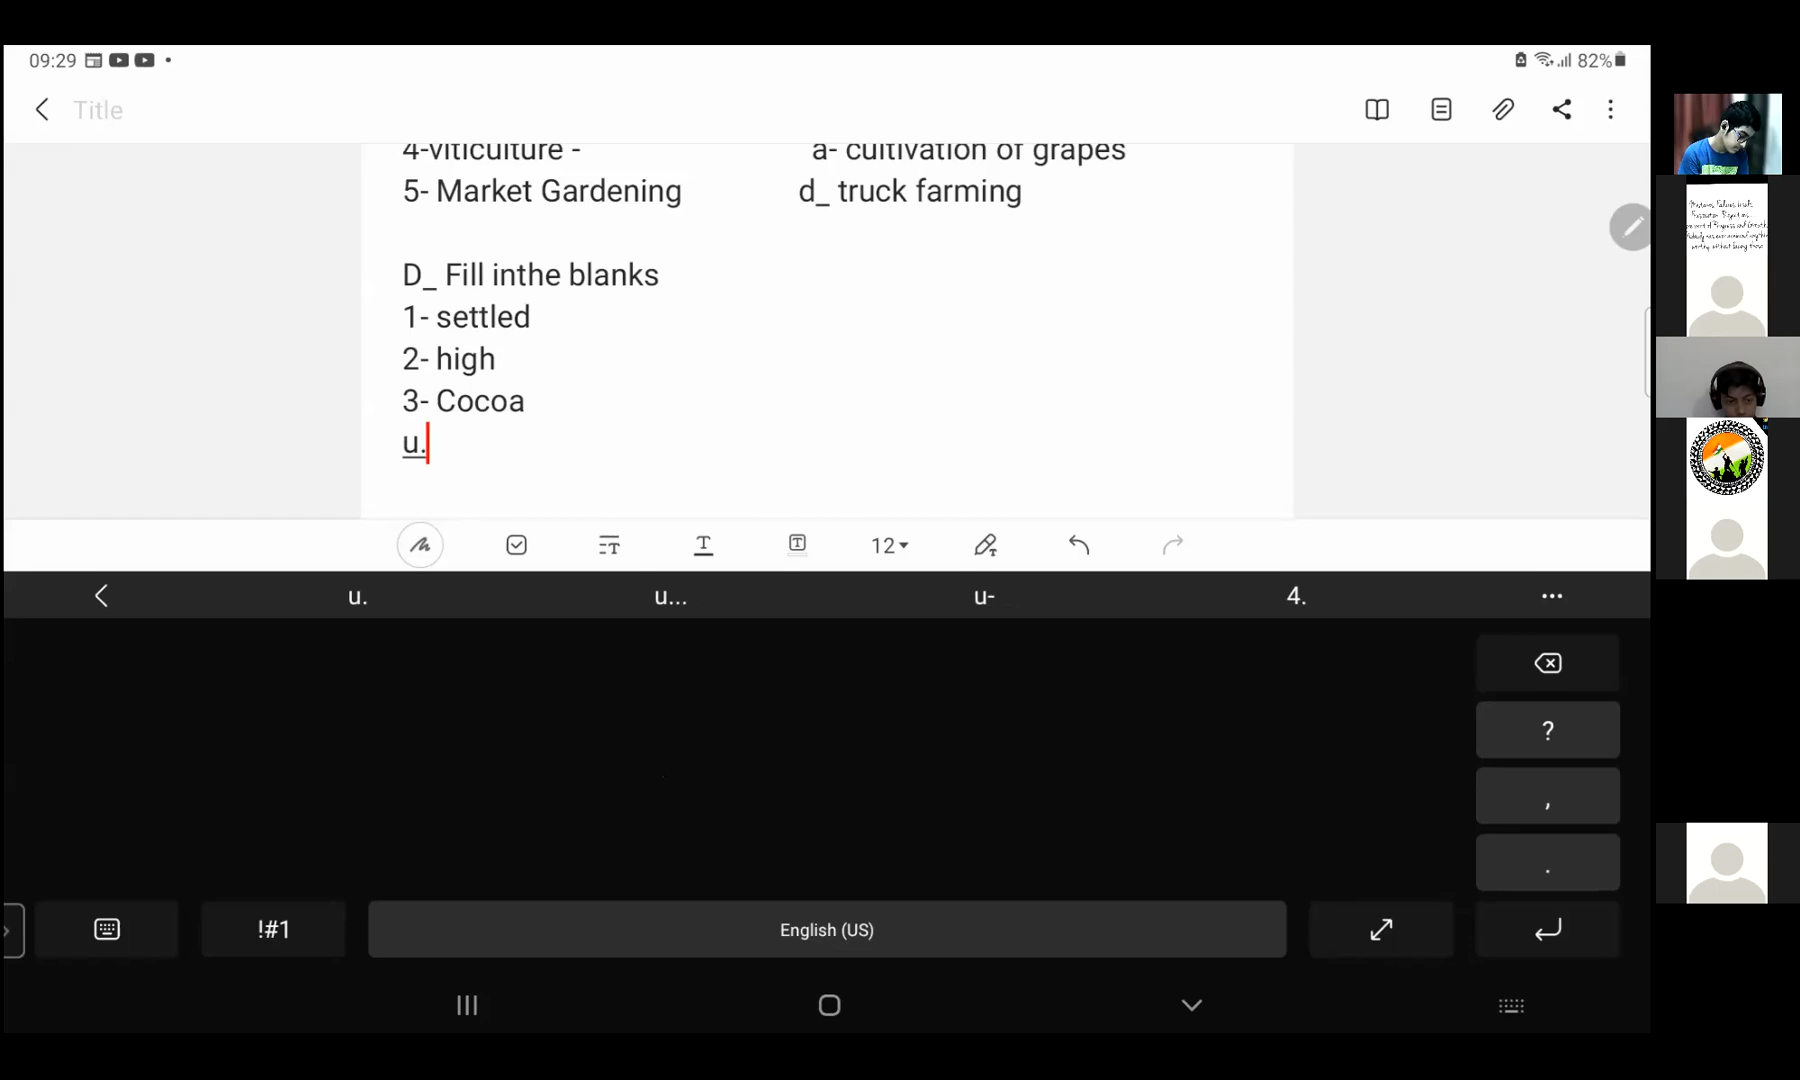 09:29
82%
Title
4-viticulture - a- cultivation of grapes
5- Market Gardening d_ truck farming
D_ Fill inthe blanks
1- settled
2- high
3- Cocoa
u.
12
u. u... u- 4. ...
?
,
.
!#1 English (US)